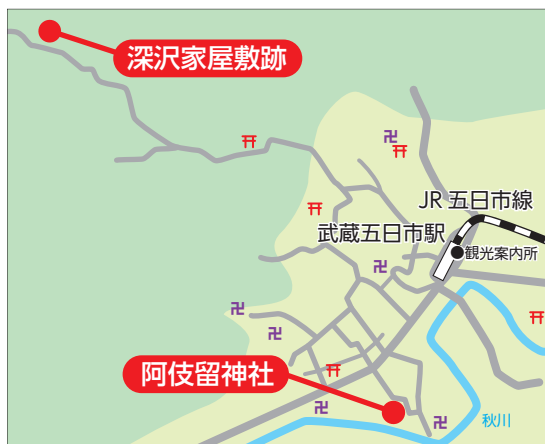 深沢家屋敷跡
JR 五日市線
武蔵五日市駅
観光案内所
阿伎留神社
秋川